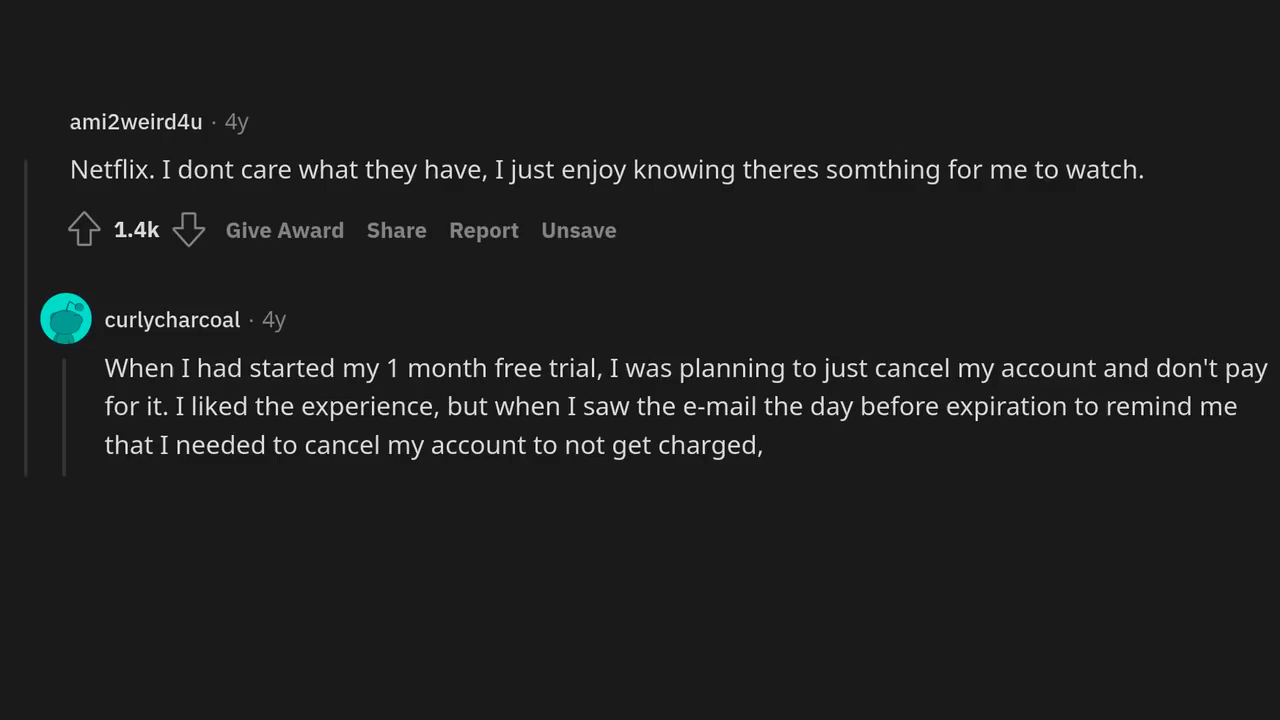 ami2weird4u · 4y
Netflix. I dont care what they have, I just enjoy knowing theres somthing for me to watch.
1.4k Give Award Share Report Unsave
curlycharcoal · 4y
When I had started my 1 month free trial, I was planning to just cancel my account and don't pay
for it. I liked the experience, but when I saw the e-mail the day before expiration to remind me
that I needed to cancel my account to not get charged,